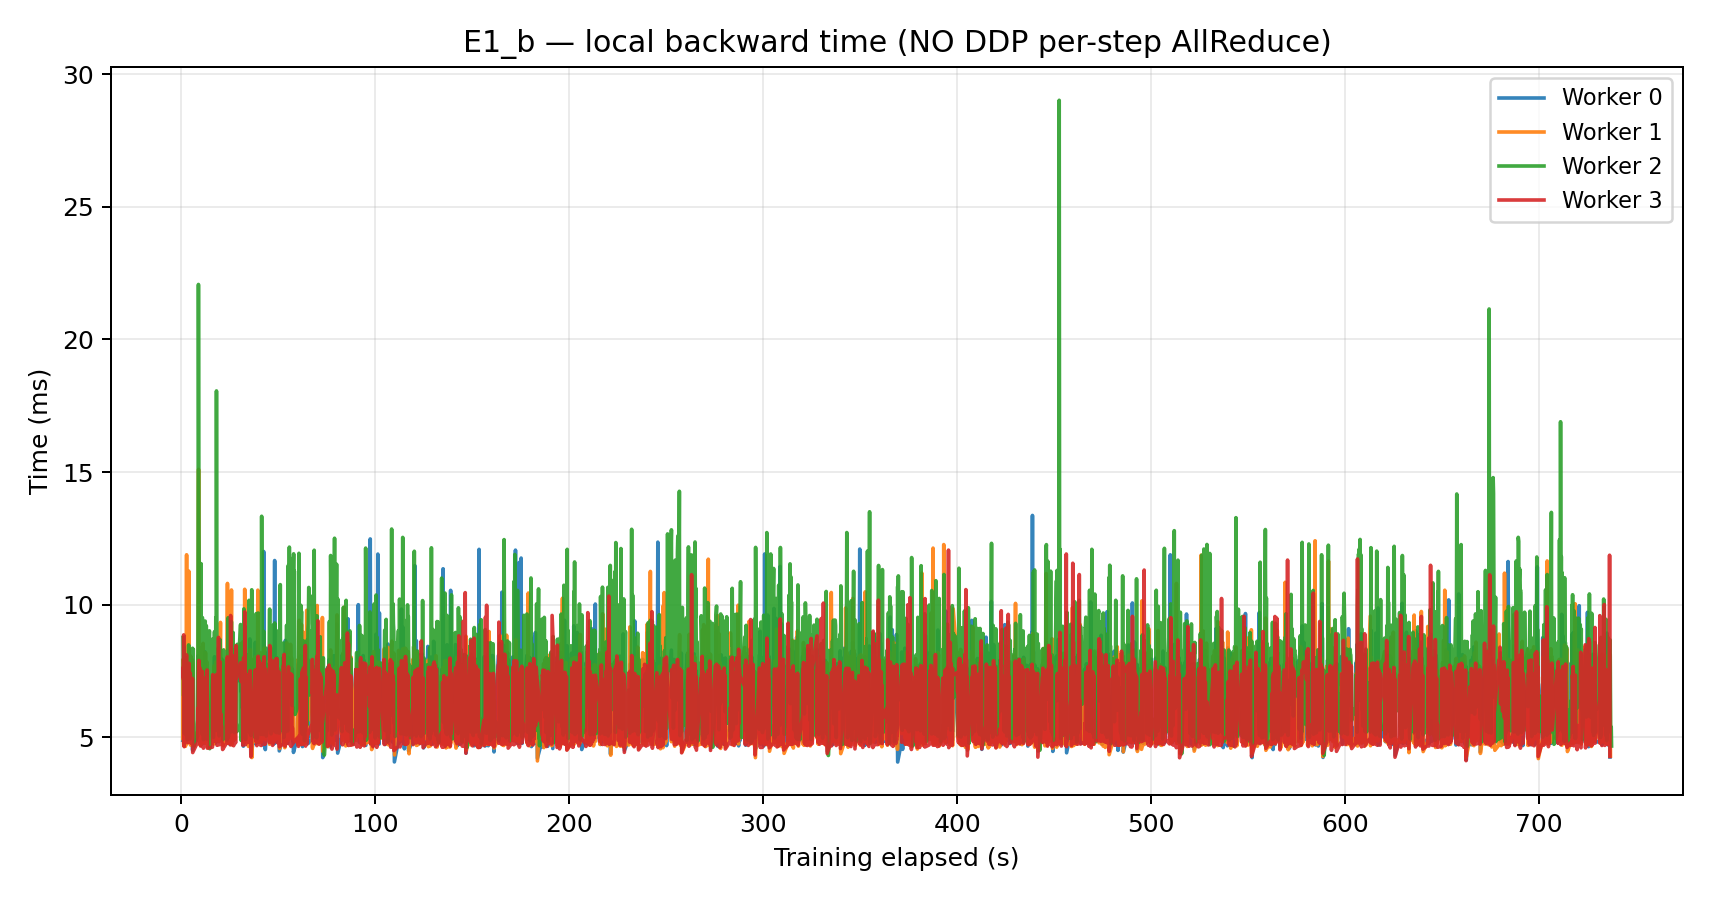 E1_b — local backward time (NO DDP per-step AllReduce)
30
25
20
15
10
5
Time (ms)
Worker 0
Worker 1
Worker 2
Worker 3
0 100 200 300 400 500 600 700
Training elapsed (s)